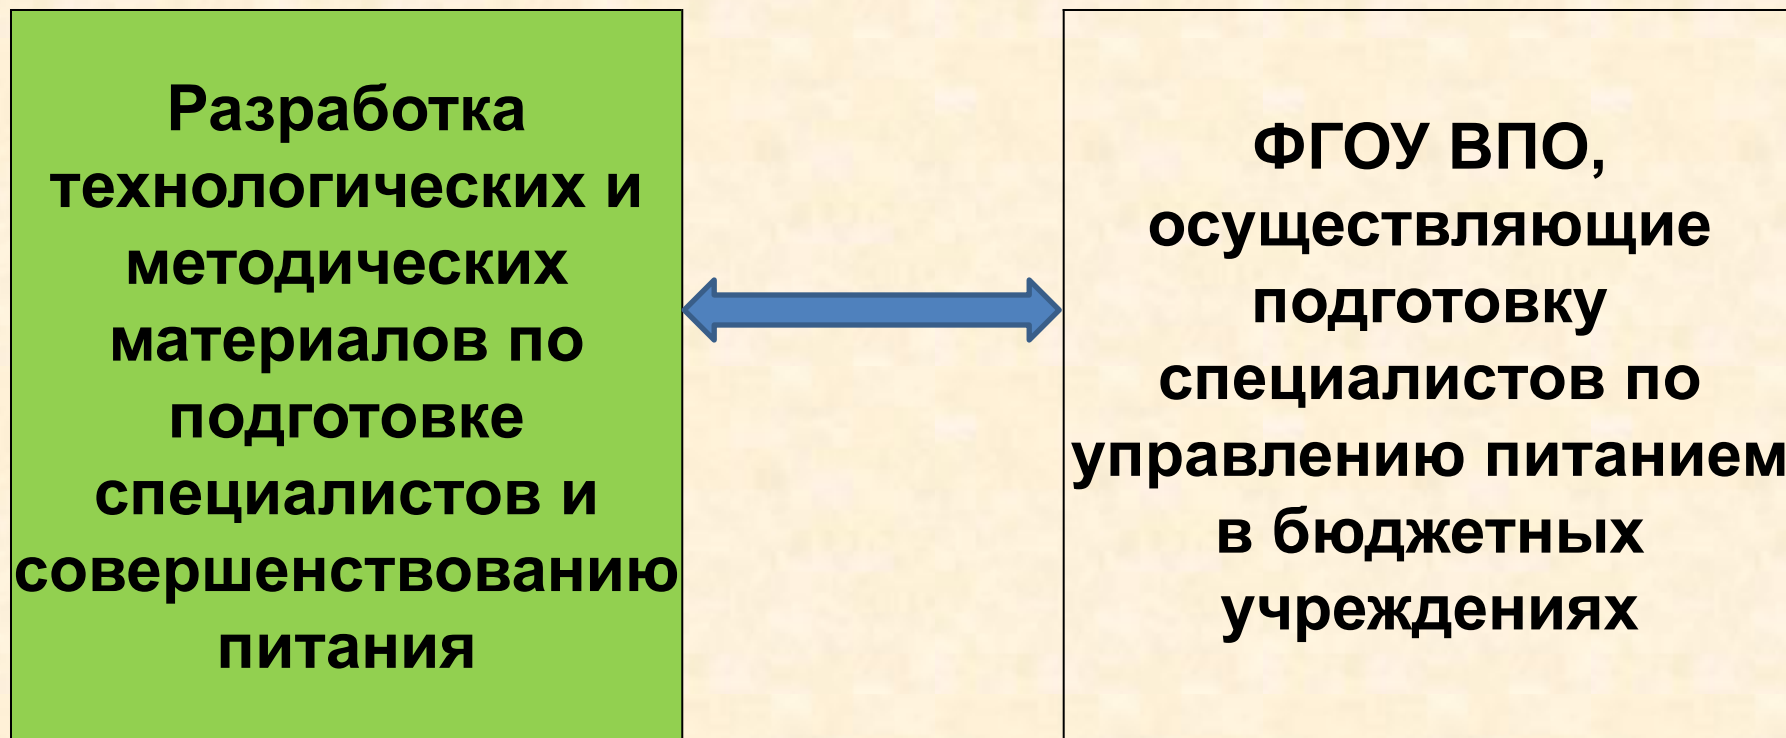 Разработка
технологических и
методических
материалов по
подготовке
специалистов и
совершенствованию
питания
ФГОУ ВПО,
осуществляющие
подготовку
специалистов по
управлению питанием
в бюджетных
учреждениях